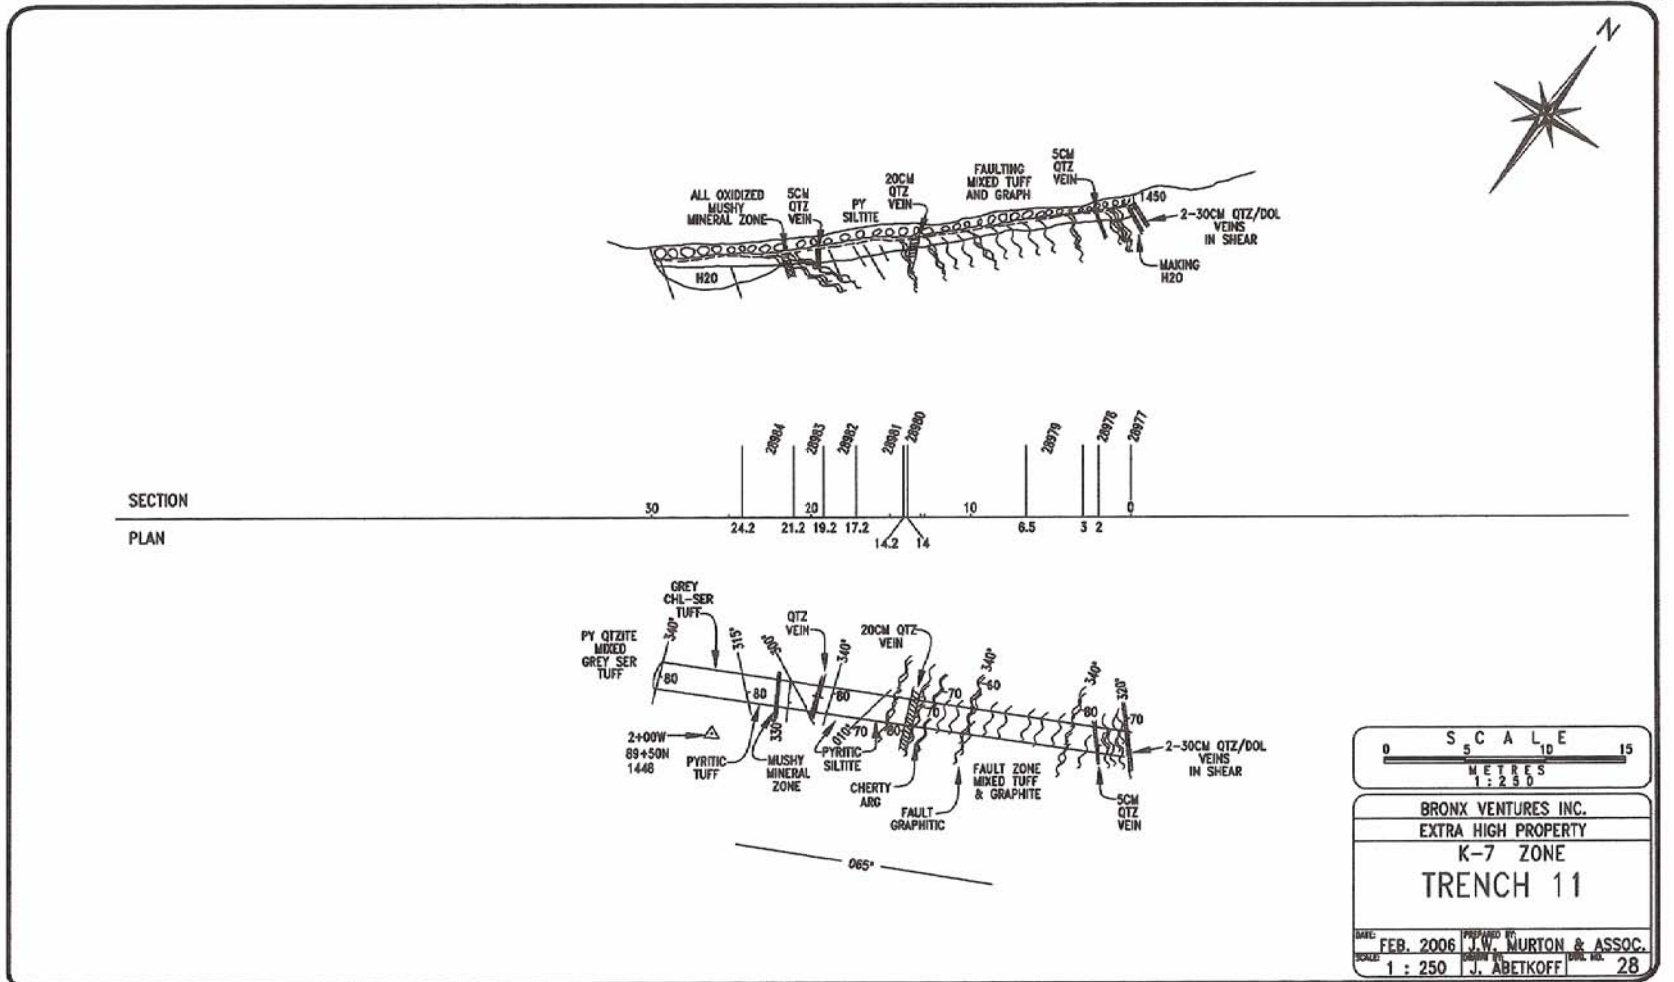 N
ALL OXIDIZED
MUSHY
MINERAL ZONE
5CM
QTZ
VEIN
PY
SILTITE
20CM
QTZ
VEIN
FAULTING
MIXED TUFF
AND GRAPH
5CM
QTZ
VEIN
1450
2-30CM QTZ/DOL
VEINS
IN SHEAR
MAKING
H2O
H2O
28984
28983
28982
28981
28980
28979
28978
28977
SECTION
30
20
10
0
PLAN
24.2
21.2
19.2
17.2
14.2
14
6.5
3
2
GREY
CHL-SER
TUFF
PY QTZITE
MIXED
GREY SER
TUFF
340°
80
315°
80
300°
QTZ
VEIN
340°
80
20CM QTZ
VEIN
70
70
340°
60
340°
80
320°
70
330°
010°
70
80
2+00W
89+50N
1448
PYRITIC
TUFF
MUSHY
MINERAL
ZONE
PYRITIC
SILTITE
CHERTY
ARG
FAULT
GRAPHITIC
FAULT ZONE
MIXED TUFF
& GRAPHITE
5CM
QTZ
VEIN
2-30CM QTZ/DOL
VEINS
IN SHEAR
065°
SCALE
0 5 10 15
METRES
1:250
BRONX VENTURES INC.
EXTRA HIGH PROPERTY
K-7 ZONE
TRENCH 11
DATE: FEB. 2006
PREPARED BY: J.W. MURTON & ASSOC.
SCALE: 1 : 250
DRAWN BY: J. ABETKOFF
DWG. NO. 28